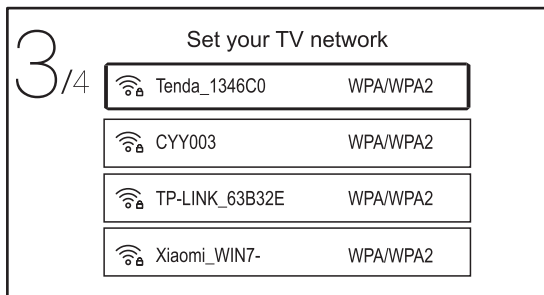 3/4
Set your TV network
Tenda_1346C0 WPA/WPA2
CYY003 WPA/WPA2
TP-LINK_63B32E WPA/WPA2
Xiaomi_WIN7- WPA/WPA2